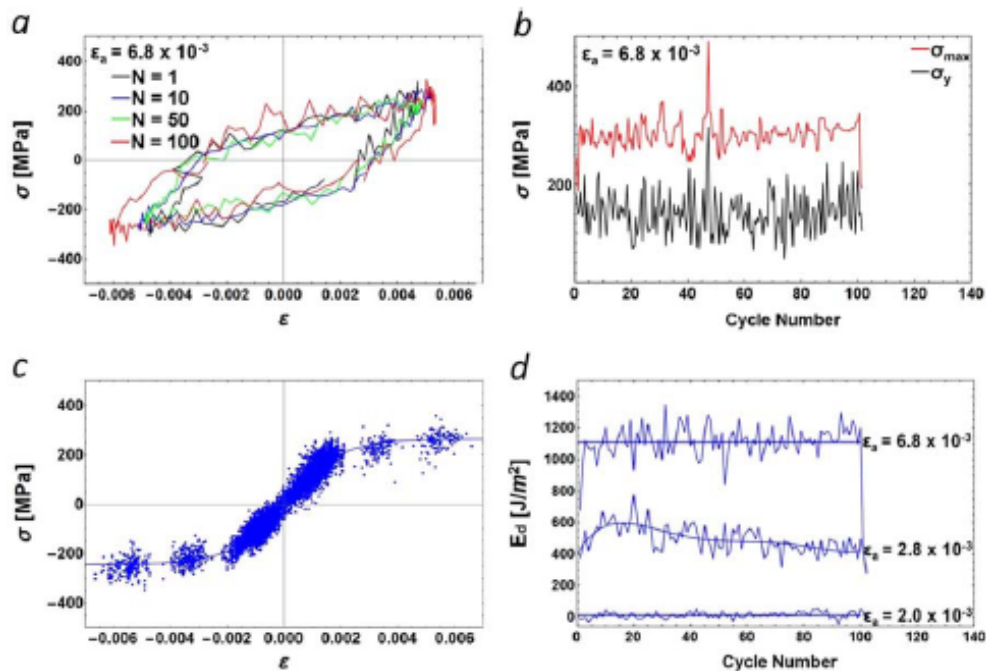 a
εa = 6.8 x 10-3
N = 1
N = 10
N = 50
N = 100
400
200
0
−200
−400
σ [MPa]
−0.006 −0.004 −0.002 0.000 0.002 0.004 0.006
ε
b
εa = 6.8 x 10-3
σmax
σy
400
200
0
σ [MPa]
0 20 40 60 80 100 120 140
Cycle Number
c
400
200
0
−200
−400
σ [MPa]
−0.006 −0.004 −0.002 0.000 0.002 0.004 0.006
ε
d
1400
1200
1000
800
600
400
200
0
Ed [J/m2]
εa = 6.8 x 10-3
εa = 2.8 x 10-3
εa = 2.0 x 10-3
0 20 40 60 80 100 120 140
Cycle Number